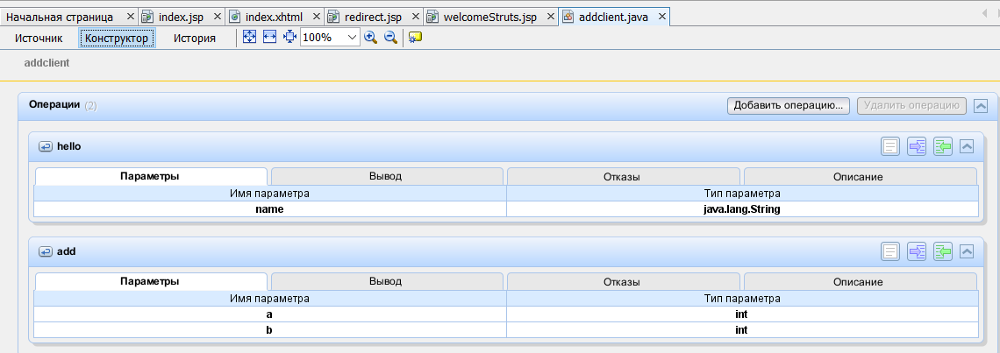 Начальная страница index.jsp index.xhtml redirect.jsp welcomeStruts.jsp addclient.java
Источник Конструктор История 100%
addclient
Операции (2) Добавить операцию... Удалить операцию
hello
Параметры Вывод Отказы Описание
Имя параметра Тип параметра
name java.lang.String
add
Параметры Вывод Отказы Описание
Имя параметра Тип параметра
a int
b int